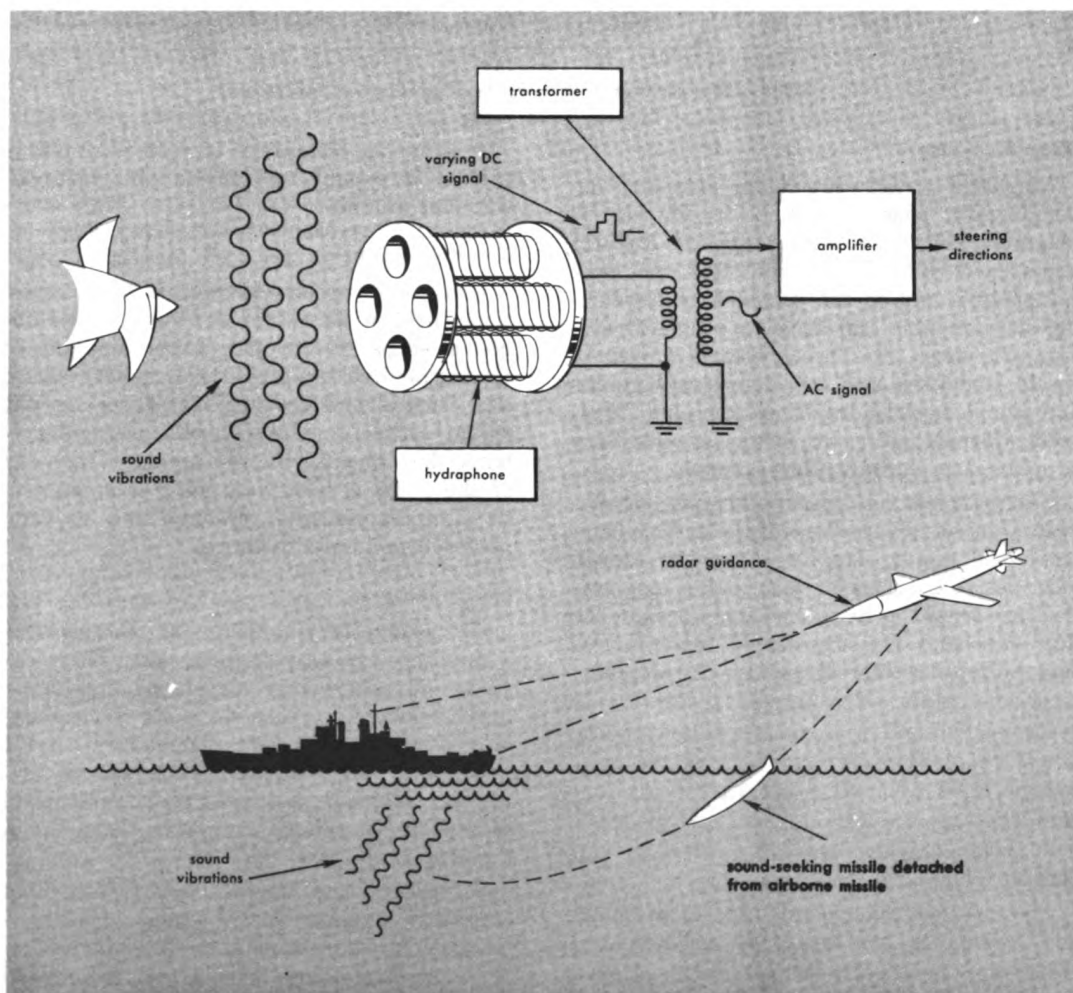 transformer
varying DC
signal
amplifier
steering
directions
AC signal
sound
vibrations
hydraphone
radar guidance
sound
vibrations
sound-seeking missile detached
from airborne missile